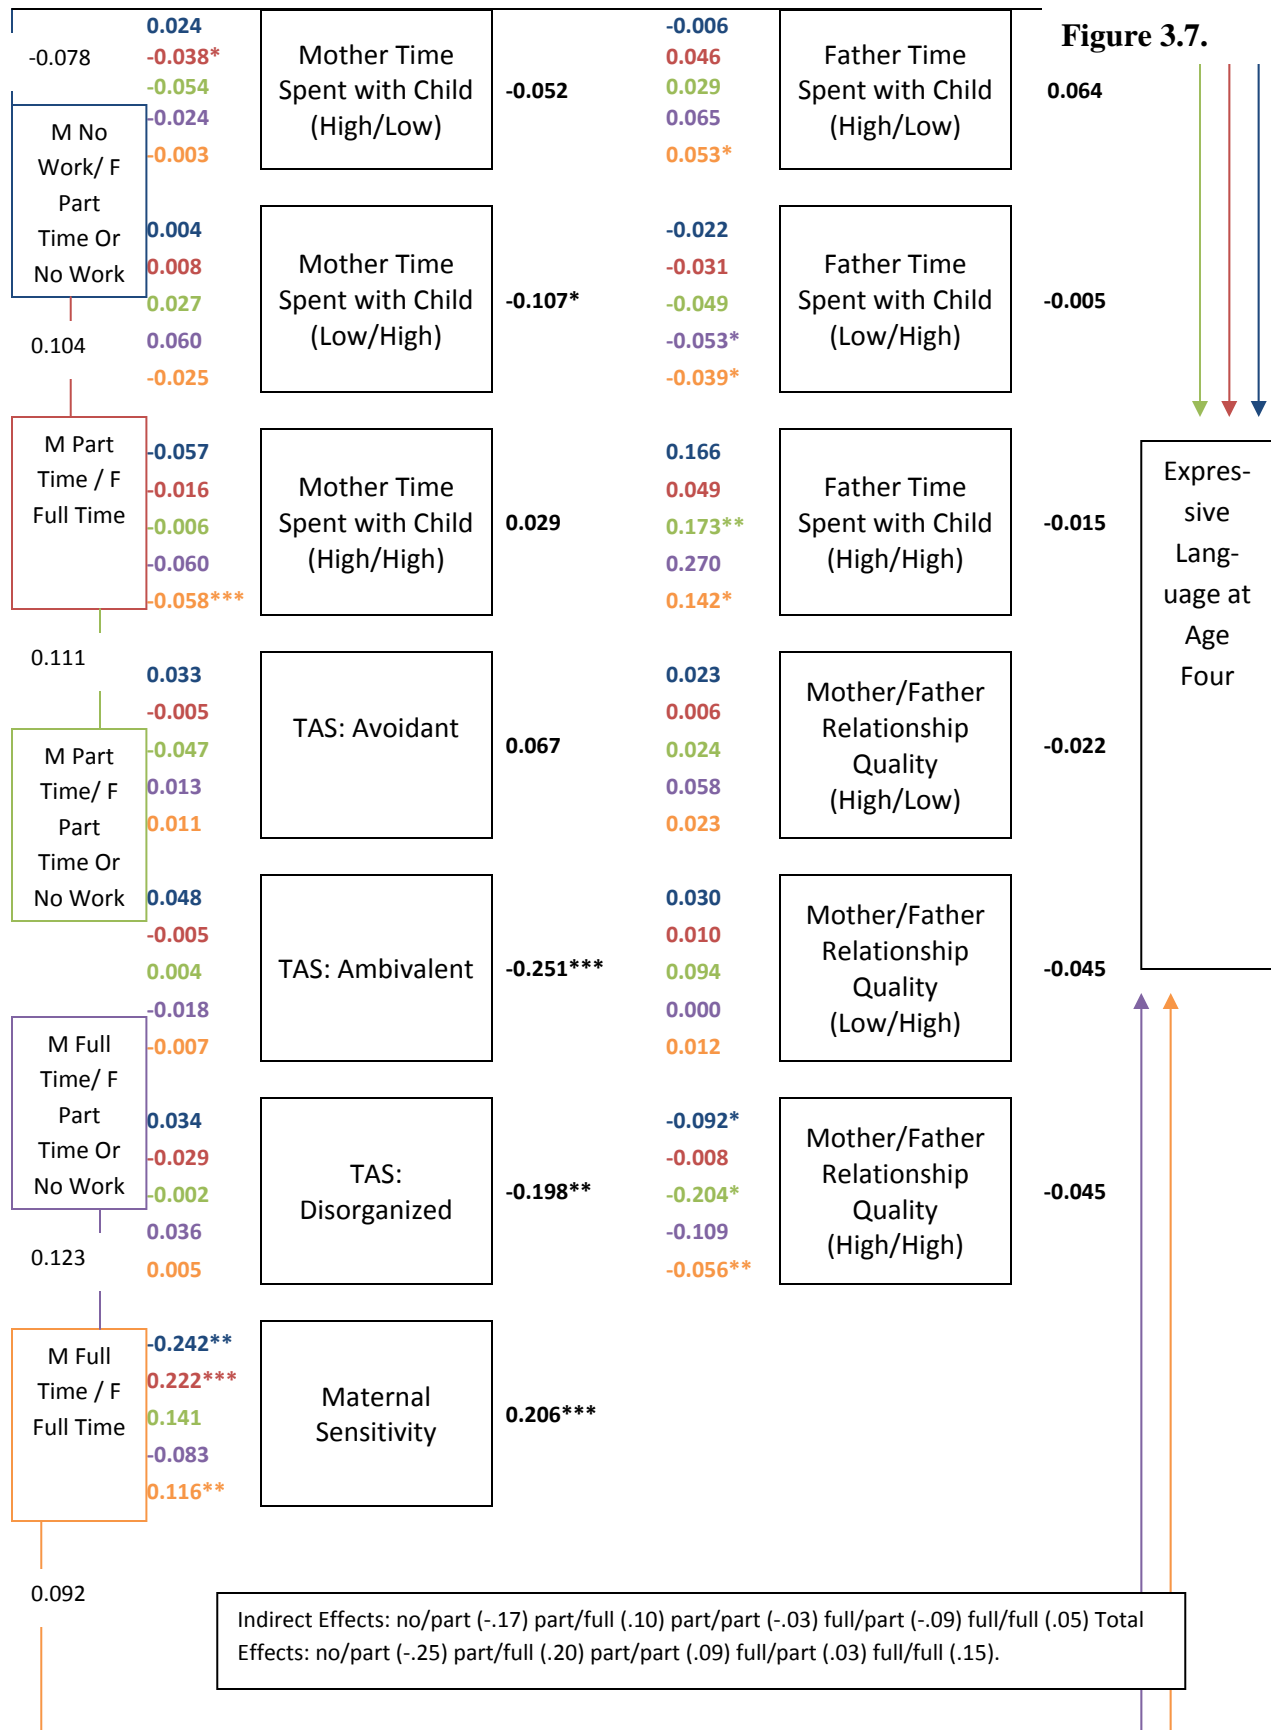 Figure 3.7.
-0.078
M No
Work/ F
Part
Time Or
No Work
0.104
M Part
Time / F
Full Time
0.111
M Part
Time/ F
Part
Time Or
No Work
M Full
Time/ F
Part
Time Or
No Work
0.123
M Full
Time / F
Full Time
0.092
0.024
-0.038*
-0.054
-0.024
-0.003
Mother Time
Spent with Child
(High/Low)
-0.052
0.004
0.008
0.027
0.060
-0.025
Mother Time
Spent with Child
(Low/High)
-0.107*
-0.057
-0.016
-0.006
-0.060
-0.058***
Mother Time
Spent with Child
(High/High)
0.029
0.033
-0.005
-0.047
0.013
0.011
TAS: Avoidant
0.067
0.048
-0.005
0.004
-0.018
-0.007
TAS: Ambivalent
-0.251***
0.034
-0.029
-0.002
0.036
0.005
TAS:
Disorganized
-0.198**
-0.242**
0.222***
0.141
-0.083
0.116**
Maternal
Sensitivity
0.206***
-0.006
0.046
0.029
0.065
0.053*
Father Time
Spent with Child
(High/Low)
0.064
-0.022
-0.031
-0.049
-0.053*
-0.039*
Father Time
Spent with Child
(Low/High)
-0.005
0.166
0.049
0.173**
0.270
0.142*
Father Time
Spent with Child
(High/High)
-0.015
0.023
0.006
0.024
0.058
0.023
Mother/Father
Relationship
Quality
(High/Low)
-0.022
0.030
0.010
0.094
0.000
0.012
Mother/Father
Relationship
Quality
(Low/High)
-0.045
-0.092*
-0.008
-0.204*
-0.109
-0.056**
Mother/Father
Relationship
Quality
(High/High)
-0.045
Expres-
sive
Lang-
uage at
Age
Four
Indirect Effects: no/part (-.17) part/full (.10) part/part (-.03) full/part (-.09) full/full (.05) Total
Effects: no/part (-.25) part/full (.20) part/part (.09) full/part (.03) full/full (.15).